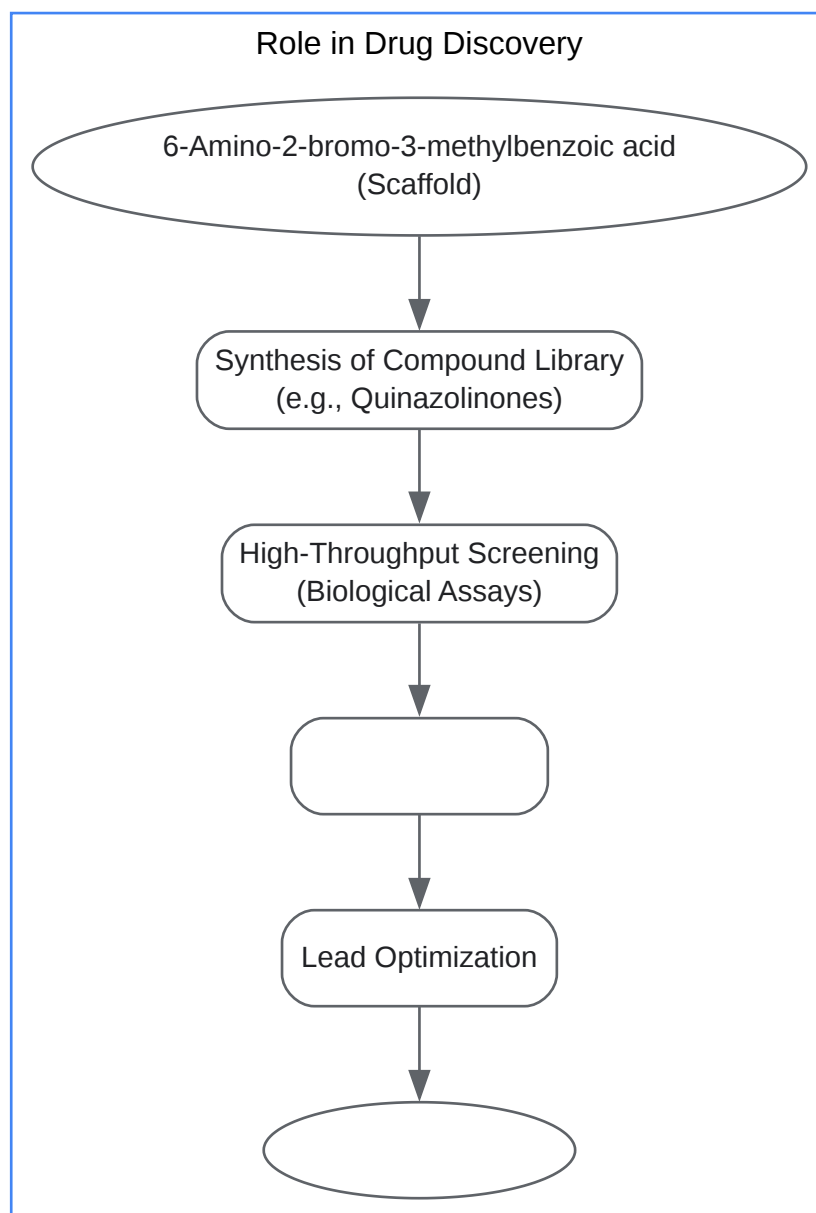 Role in Drug Discovery
6-Amino-2-bromo-3-methylbenzoic acid
(Scaffold)
Synthesis of Compound Library
(e.g., Quinazolinones)
High-Throughput Screening
(Biological Assays)
Lead Optimization